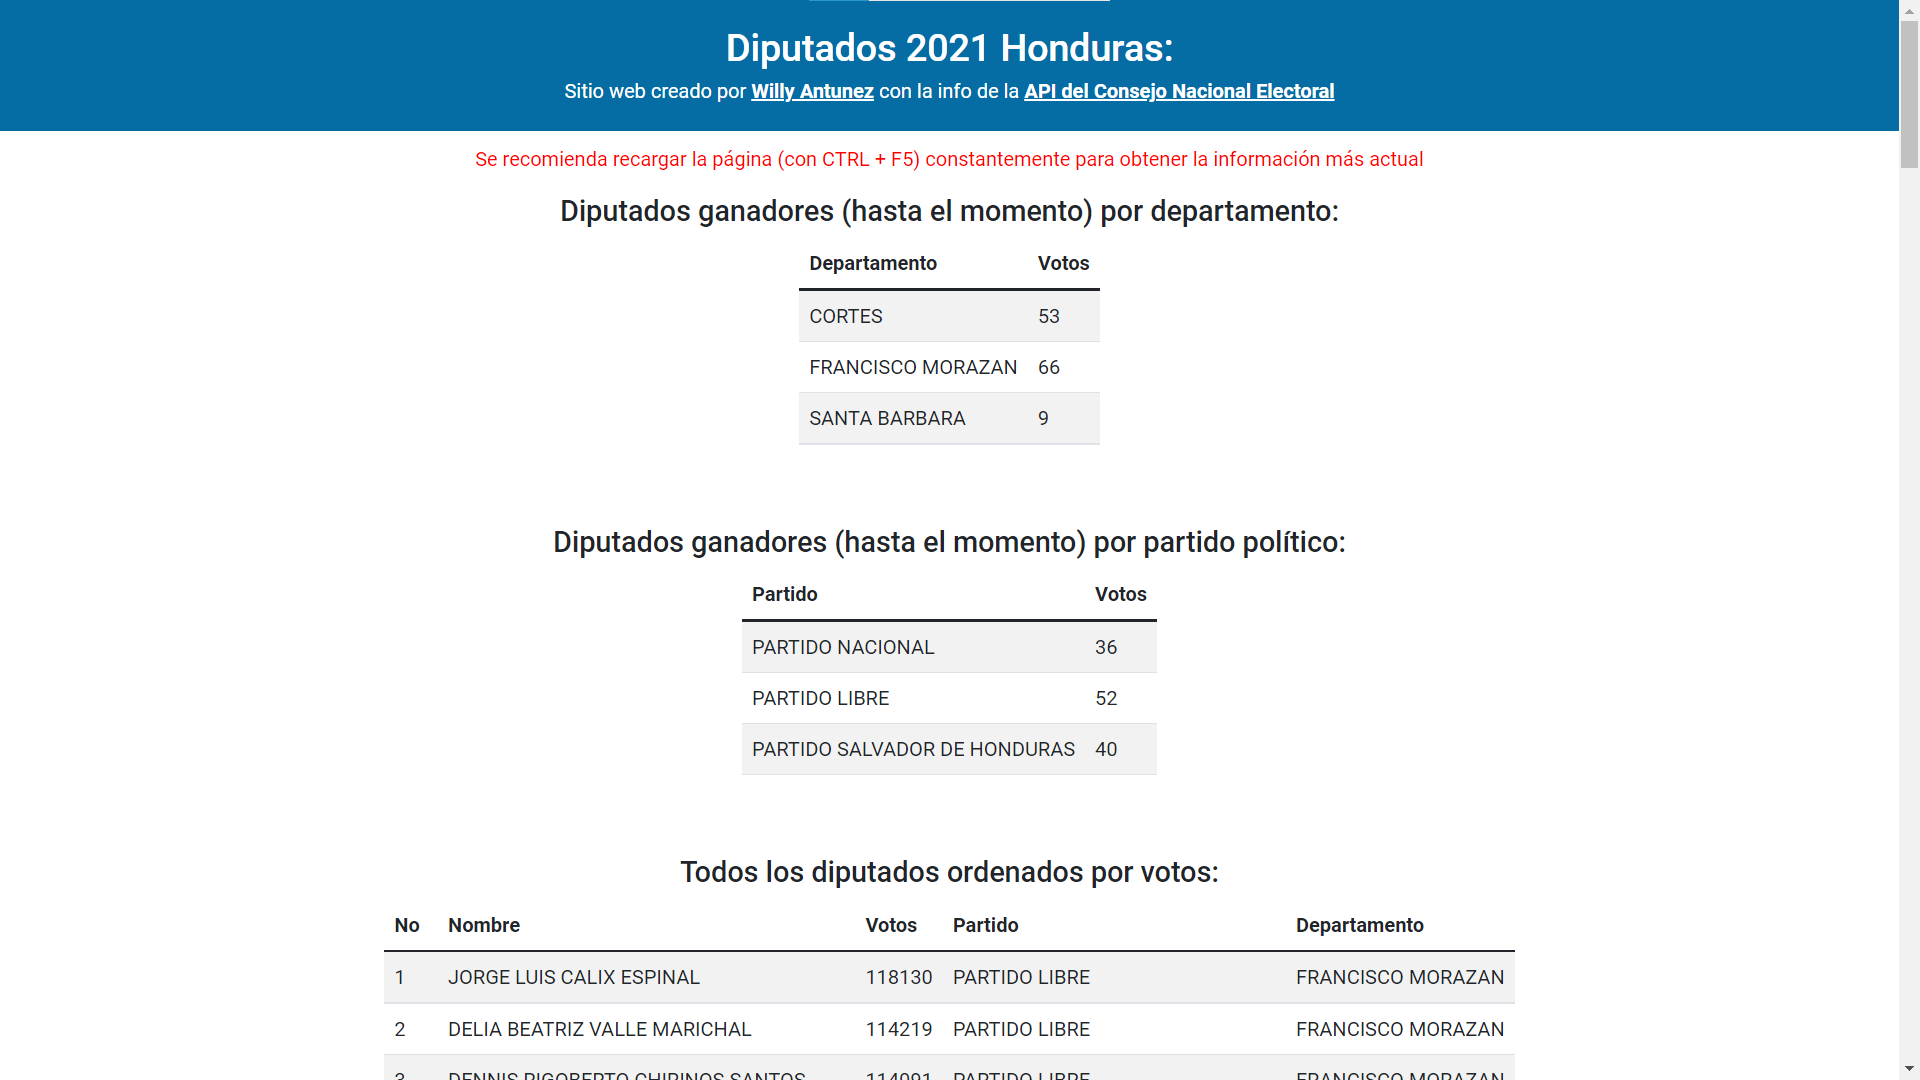 Diputados 2021 Honduras:
Sitio web creado por Willy Antunez con la info de la API del Consejo Nacional Electoral
Se recomienda recargar la página (con CTRL + F5) constantemente para obtener la información más actual
Diputados ganadores (hasta el momento) por departamento:
Departamento Votos
CORTES 53
FRANCISCO MORAZAN 66
SANTA BARBARA 9
Diputados ganadores (hasta el momento) por partido político:
Partido Votos
PARTIDO NACIONAL 36
PARTIDO LIBRE 52
PARTIDO SALVADOR DE HONDURAS 40
Todos los diputados ordenados por votos:
No Nombre Votos Partido Departamento
1 JORGE LUIS CALIX ESPINAL 118130 PARTIDO LIBRE FRANCISCO MORAZAN
2 DELIA BEATRIZ VALLE MARICHAL 114219 PARTIDO LIBRE FRANCISCO MORAZAN
3 DENNIS RIGOBERTO CHIRINOS SANTOS 114091 PARTIDO LIBRE FRANCISCO MORAZAN